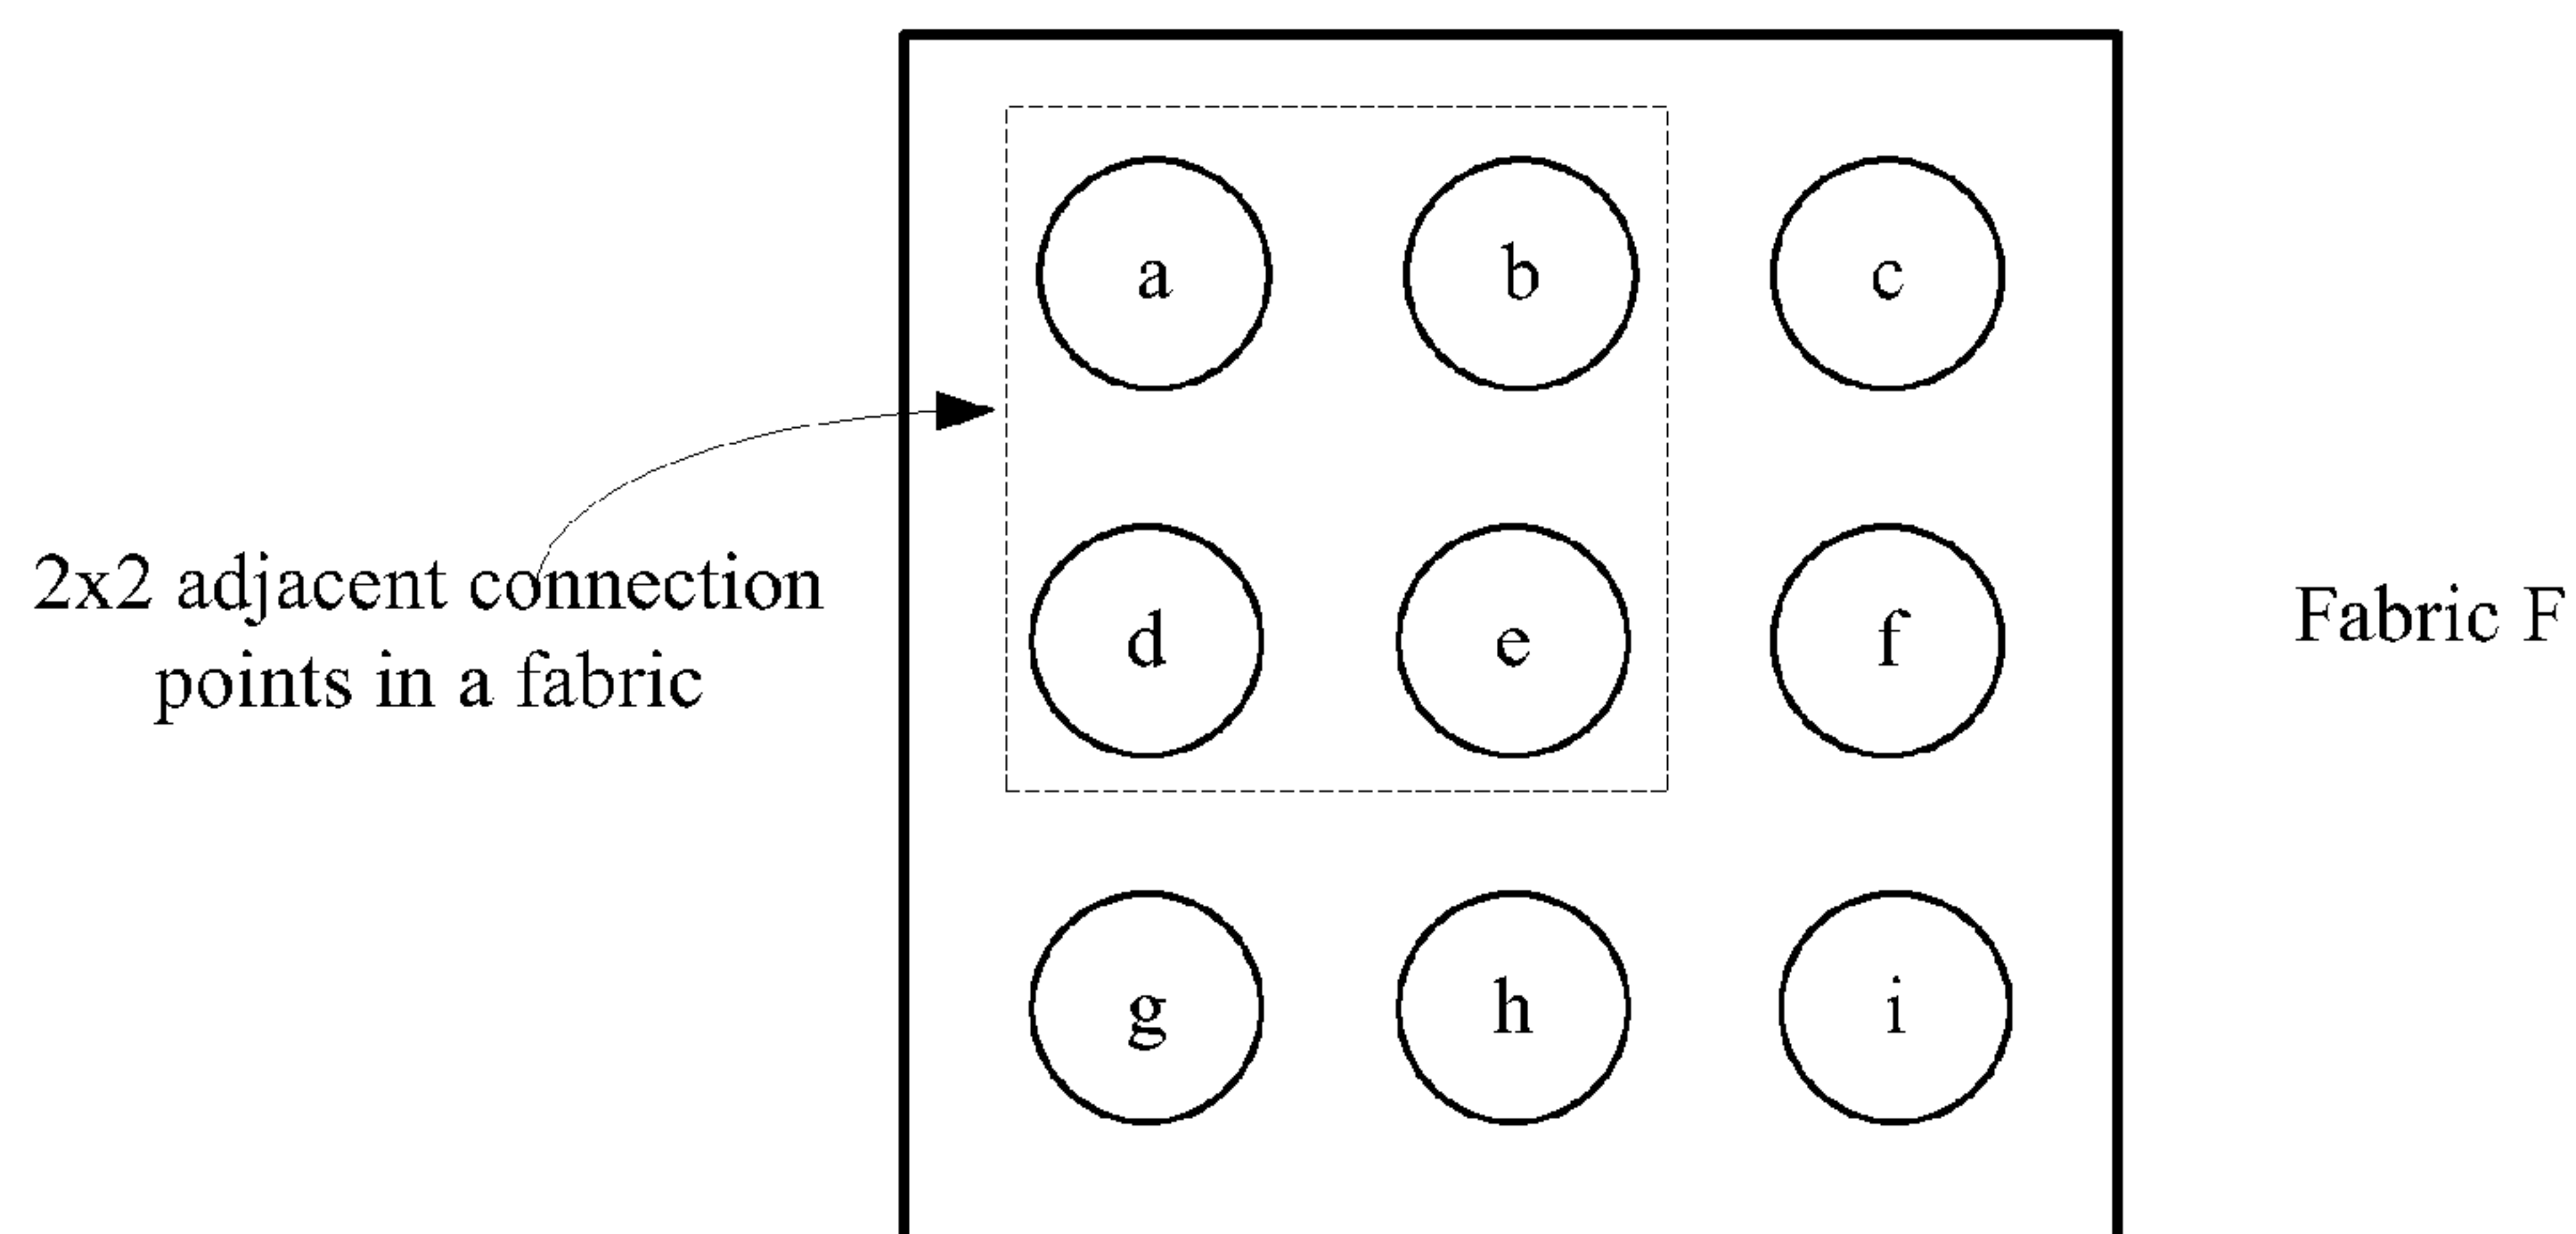 a b c
2x2 adjacent connection
points in a fabric
d e f
Fabric F
g h i